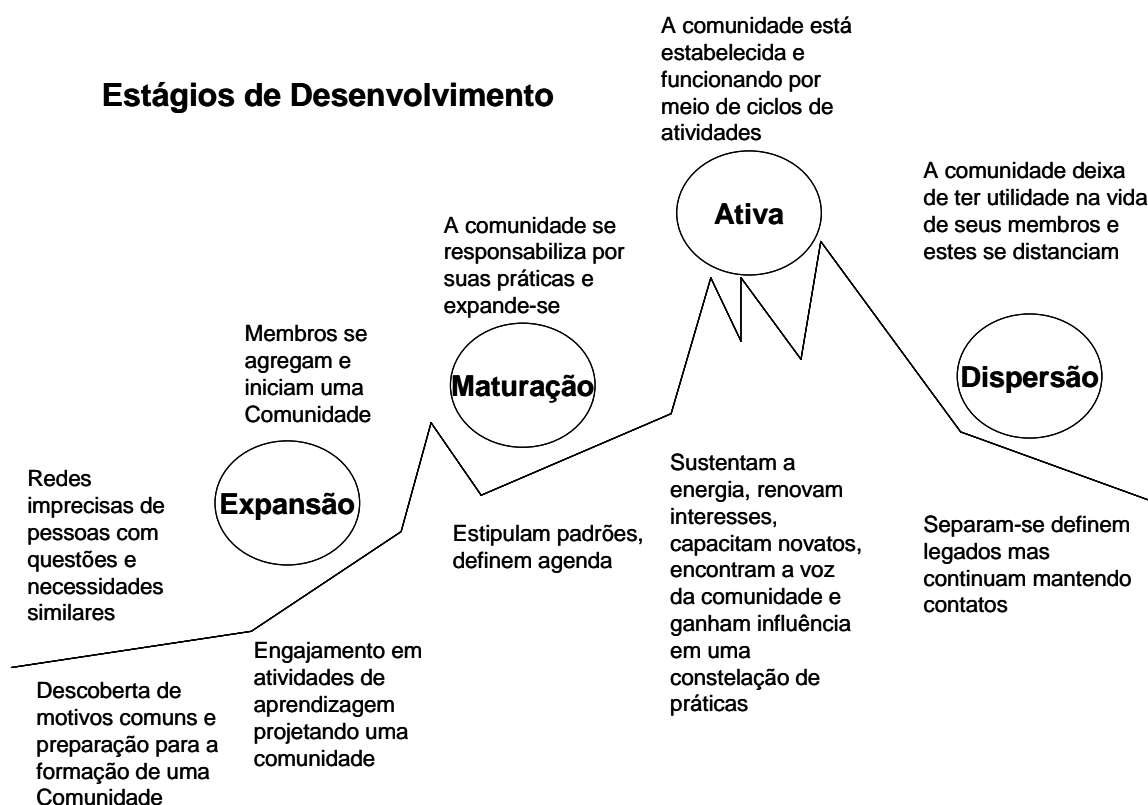 Estágios de Desenvolvimento
Redes
imprecisas de
pessoas com
questões e
necessidades
similares
Descoberta de
motivos comuns e
preparação para a
formação de uma
Comunidade
Membros se
agregam e
iniciam uma
Comunidade
Expansão
Engajamento em
atividades de
aprendizagem
projetando uma
comunidade
A comunidade se
responsabiliza por
suas práticas e
expande-se
Maturação
Estipulam padrões,
definem agenda
A comunidade está
estabelecida e
funcionando por
meio de ciclos de
atividades
Ativa
Sustentam a
energia, renovam
interesses,
capacitam novatos,
encontram a voz
da comunidade e
ganham influência
em uma
constelação de
práticas
A comunidade deixa
de ter utilidade na vida
de seus membros e
estes se distanciam
Dispersão
Separam-se definem
legados mas
continuam mantendo
contatos